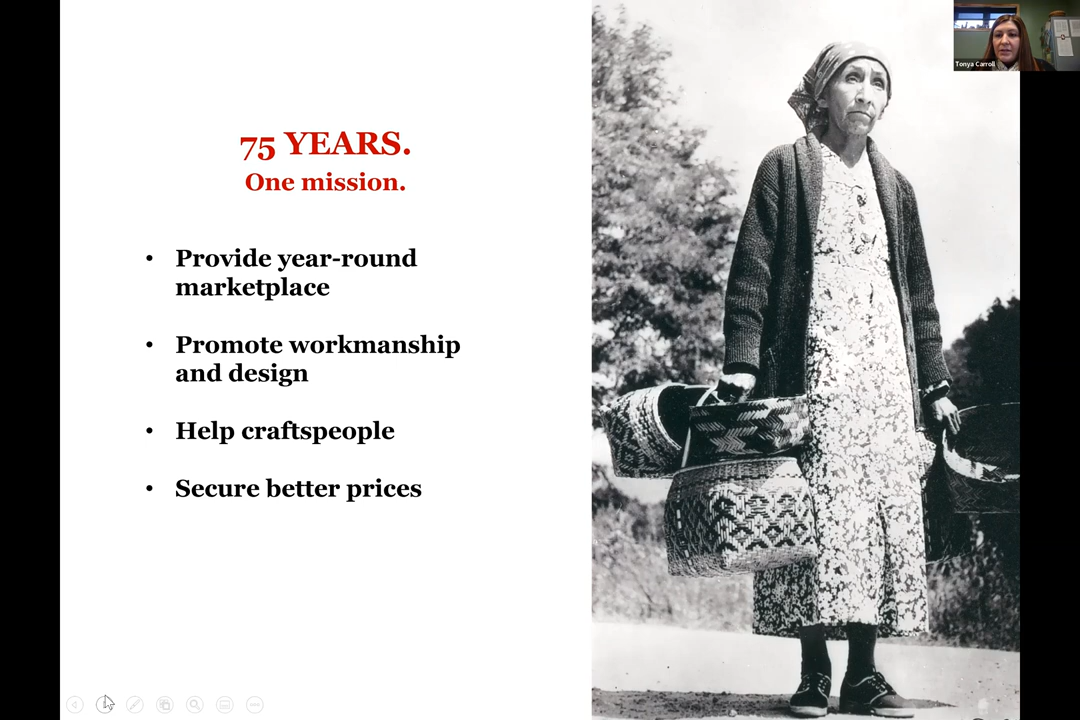 75 YEARS.
One mission.
• Provide year-round
marketplace
• Promote workmanship
and design
• Help craftspeople
• Secure better prices
Tonya Carroll